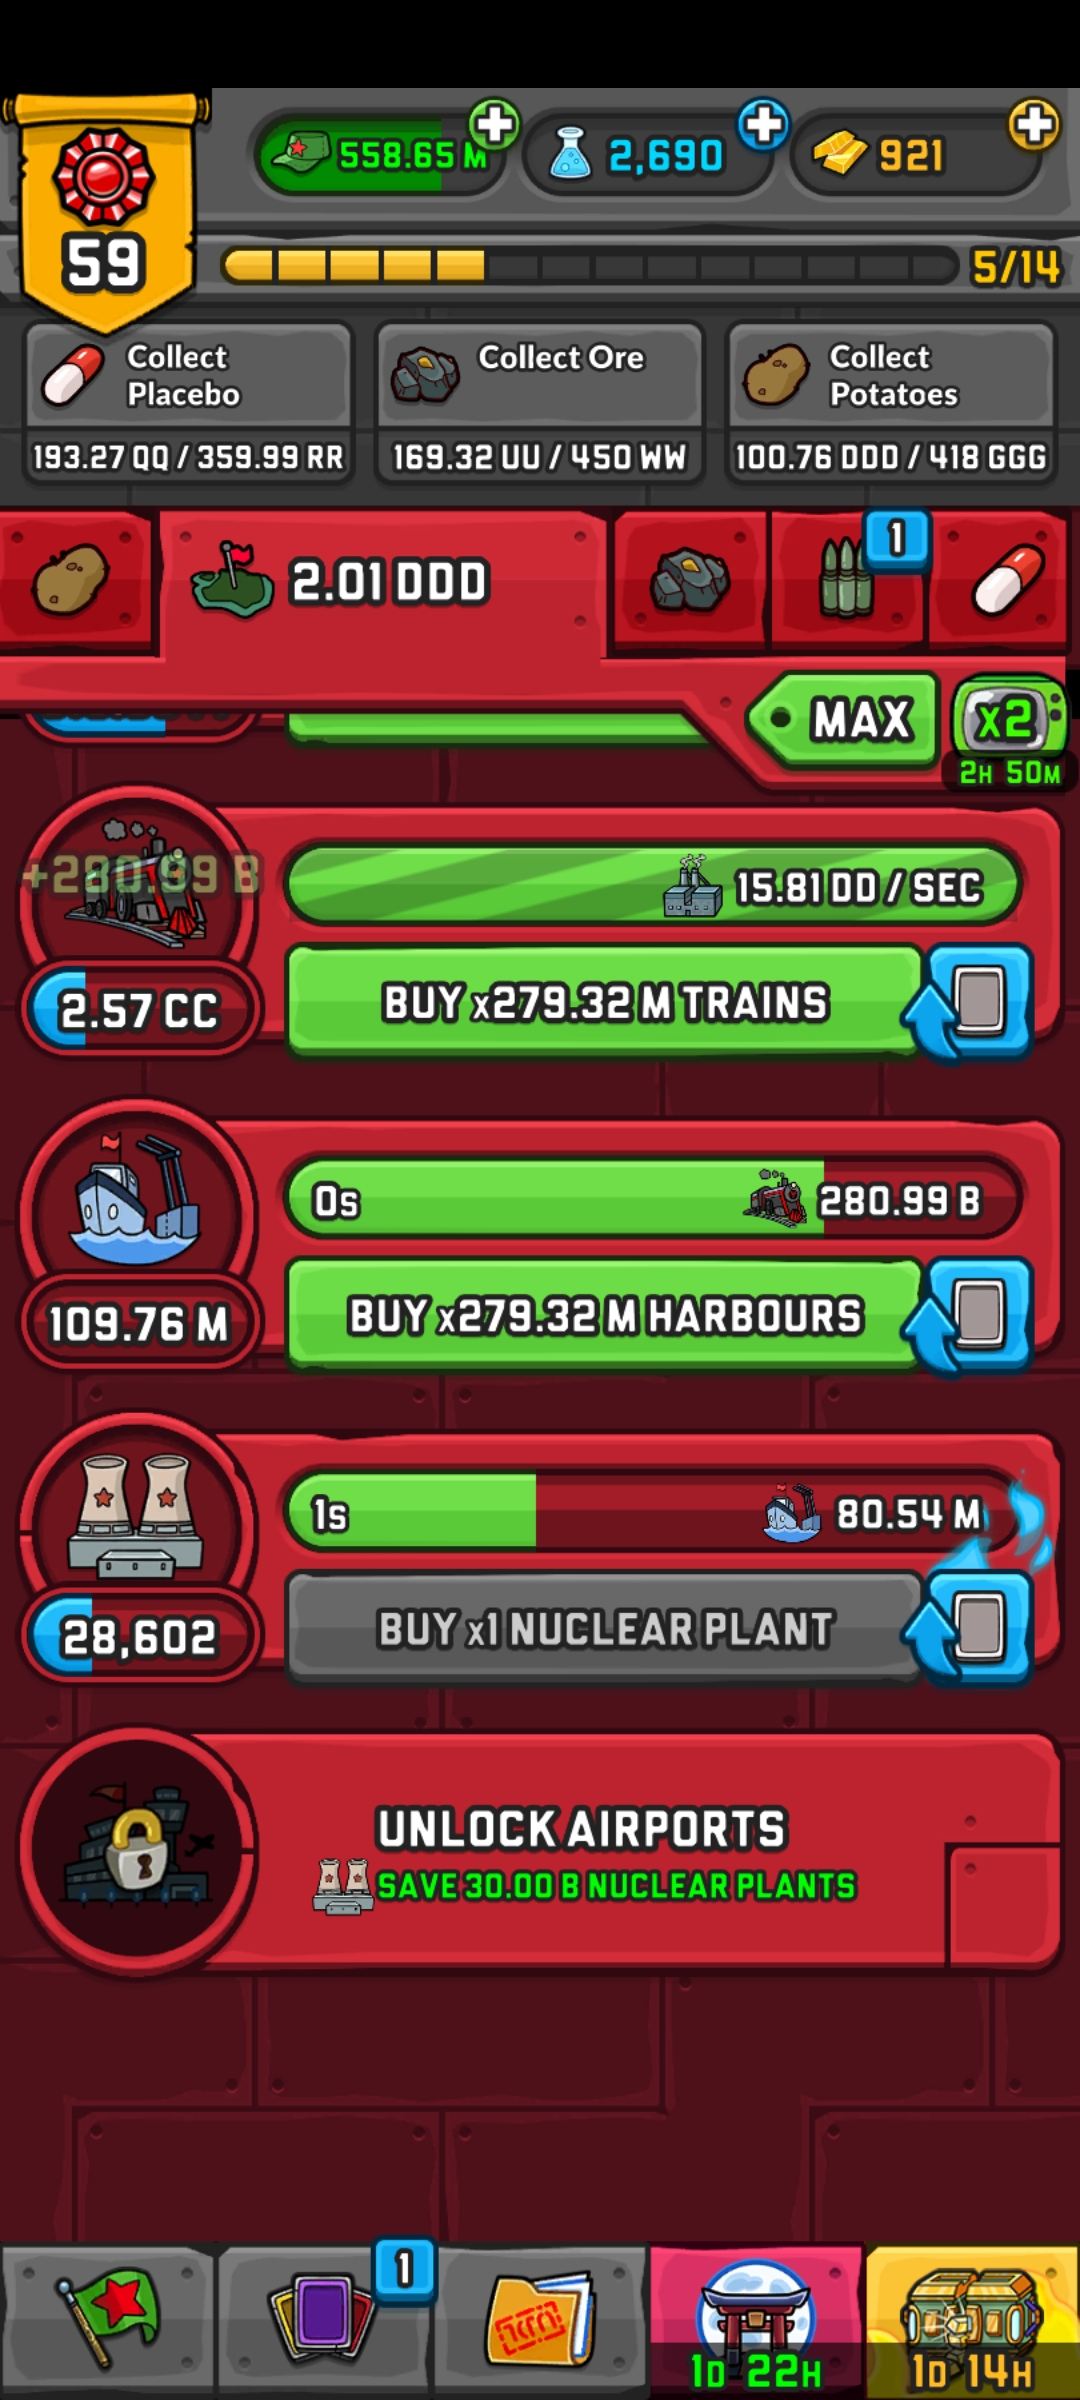 558.65 M
2,690
921
59
5/14
Collect
Placebo
193.27 QQ / 359.99 RR
Collect Ore
169.32 UU / 450 WW
Collect
Potatoes
100.76 DDD / 418 GGG
2.01 DDD
1
MAX
x2
2H 50M
+280.99 B
15.81 DD / SEC
2.57 CC
BUY x279.32 M TRAINS
0s
280.99 B
109.76 M
BUY x279.32 M HARBOURS
1s
80.54 M
28,602
BUY x1 NUCLEAR PLANT
UNLOCK AIRPORTS
SAVE 30.00 B NUCLEAR PLANTS
1
1D 22H
1D 14H